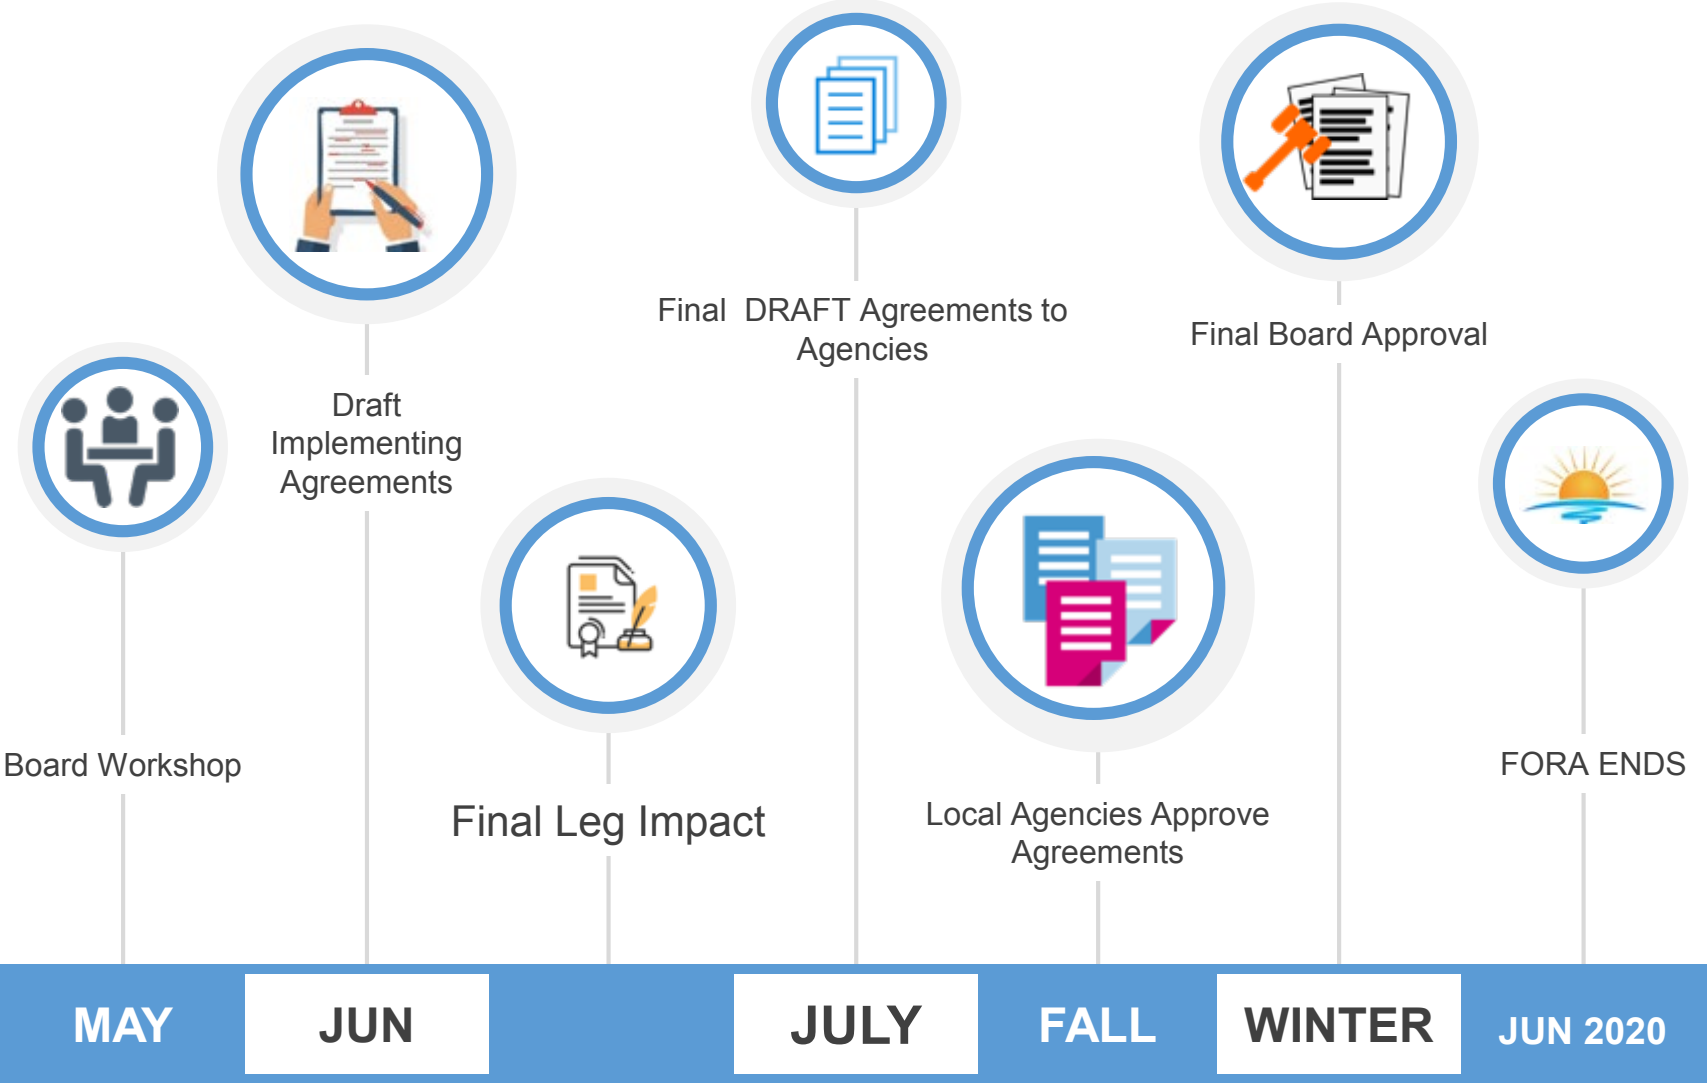 Board Workshop
Draft
Implementing
Agreements
Final Leg Impact
Final DRAFT Agreements to
Agencies
Local Agencies Approve
Agreements
Final Board Approval
FORA ENDS
MAY
JUN
JULY
FALL
WINTER
JUN 2020